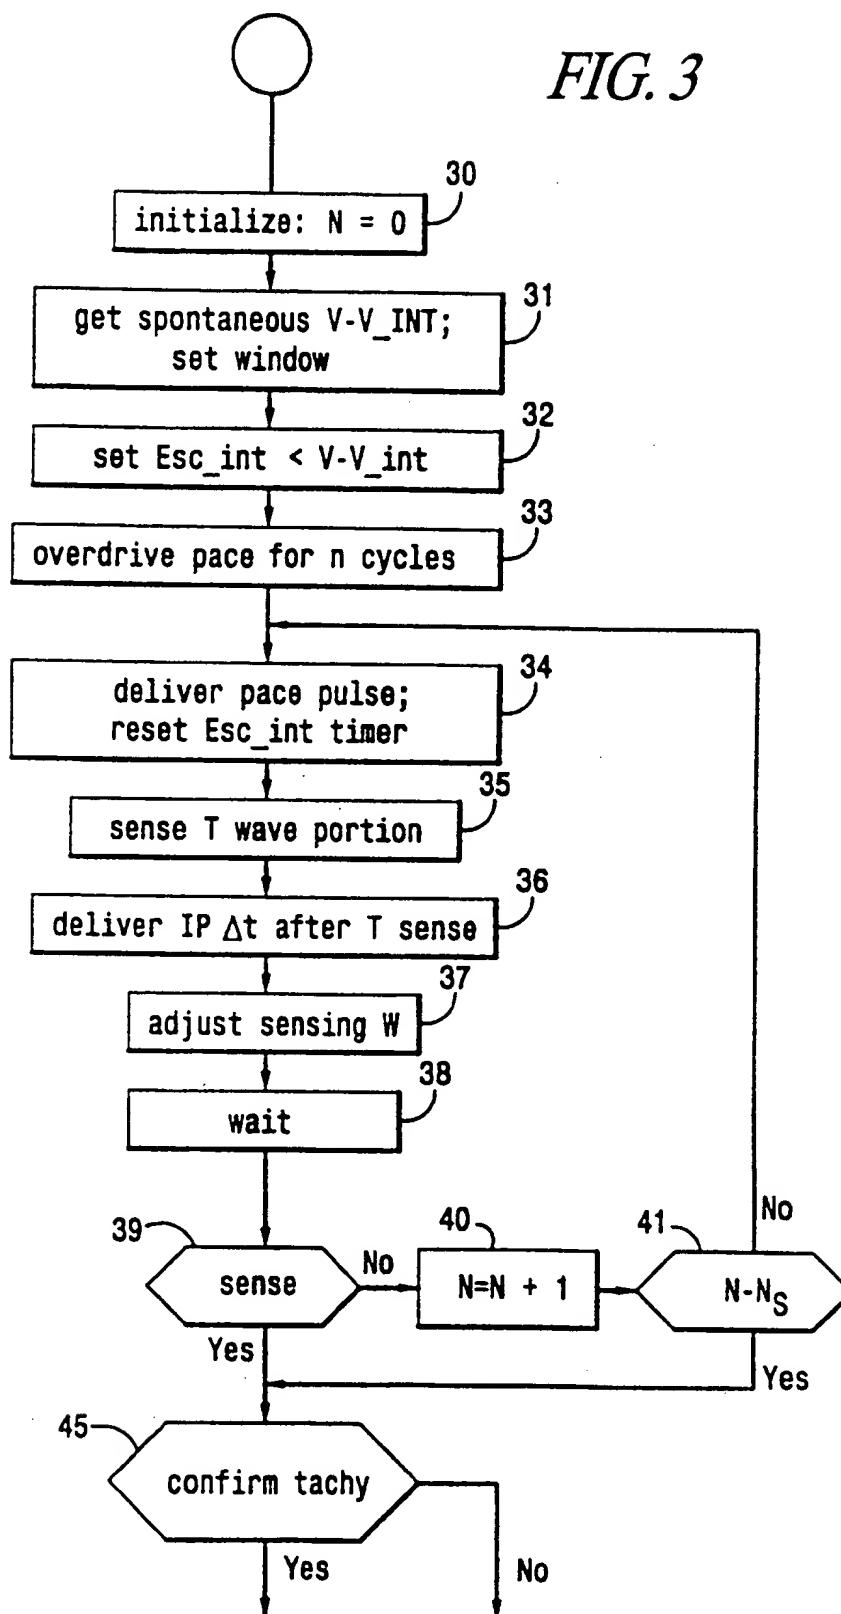 FIG. 3
30
initialize: N = 0
31
get spontaneous V-V_INT;
set window
32
set Esc_int < V-V_int
33
overdrive pace for n cycles
34
deliver pace pulse;
reset Esc_int timer
35
sense T wave portion
36
deliver IP Δt after T sense
37
adjust sensing W
38
wait
39
sense
No
40
N=N + 1
41
N-NS
No
Yes
Yes
45
confirm tachy
Yes
No